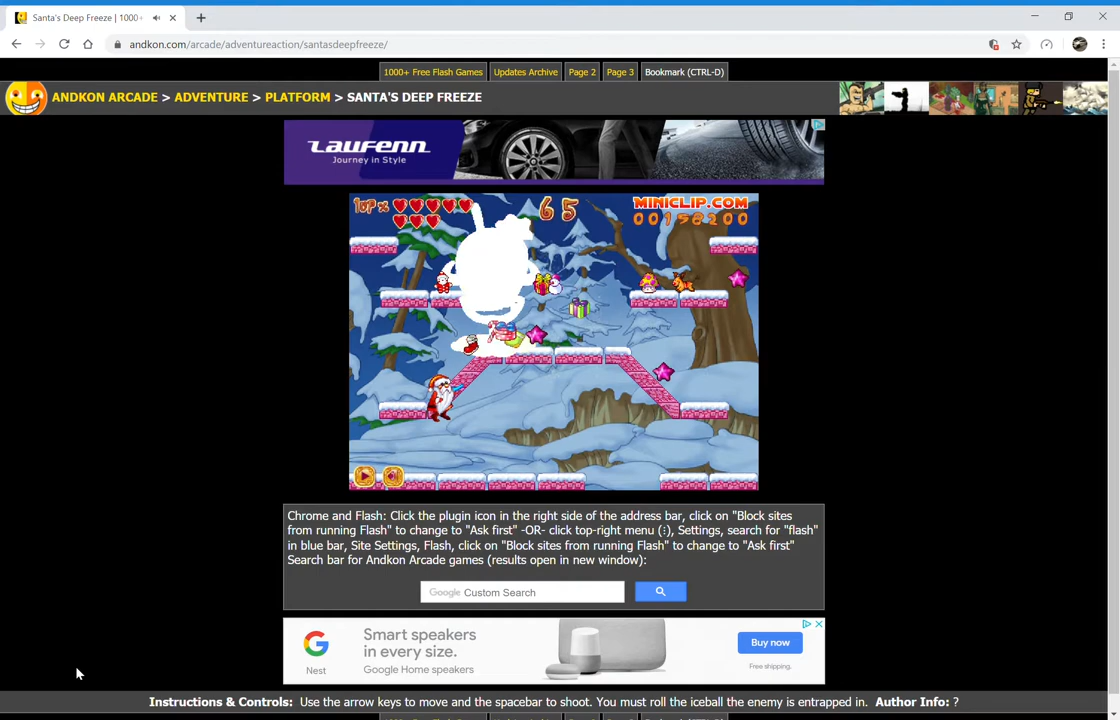 Santa's Deep Freeze | 1000+
andkon.com/arcade/adventureaction/santasdeepfreeze/
1000+ Free Flash Games Updates Archive Page 2 Page 3 Bookmark (CTRL-D)
ANDKON ARCADE > ADVENTURE > PLATFORM > SANTA'S DEEP FREEZE
LAUFENN
Journey in Style
1UP x 65 MINICLIP.COM
00158200
Chrome and Flash: Click the plugin icon in the right side of the address bar, click on "Block sites
from running Flash" to change to "Ask first" -OR- click top-right menu (⋮), Settings, search for "flash"
in blue bar, Site Settings, Flash, click on "Block sites from running Flash" to change to "Ask first"
Search bar for Andkon Arcade games (results open in new window):
Google Custom Search
Smart speakers
in every size.
Google Home speakers
Nest
Buy now
Free shipping.
Instructions & Controls: Use the arrow keys to move and the spacebar to shoot. You must roll the iceball the enemy is entrapped in. Author Info: ?